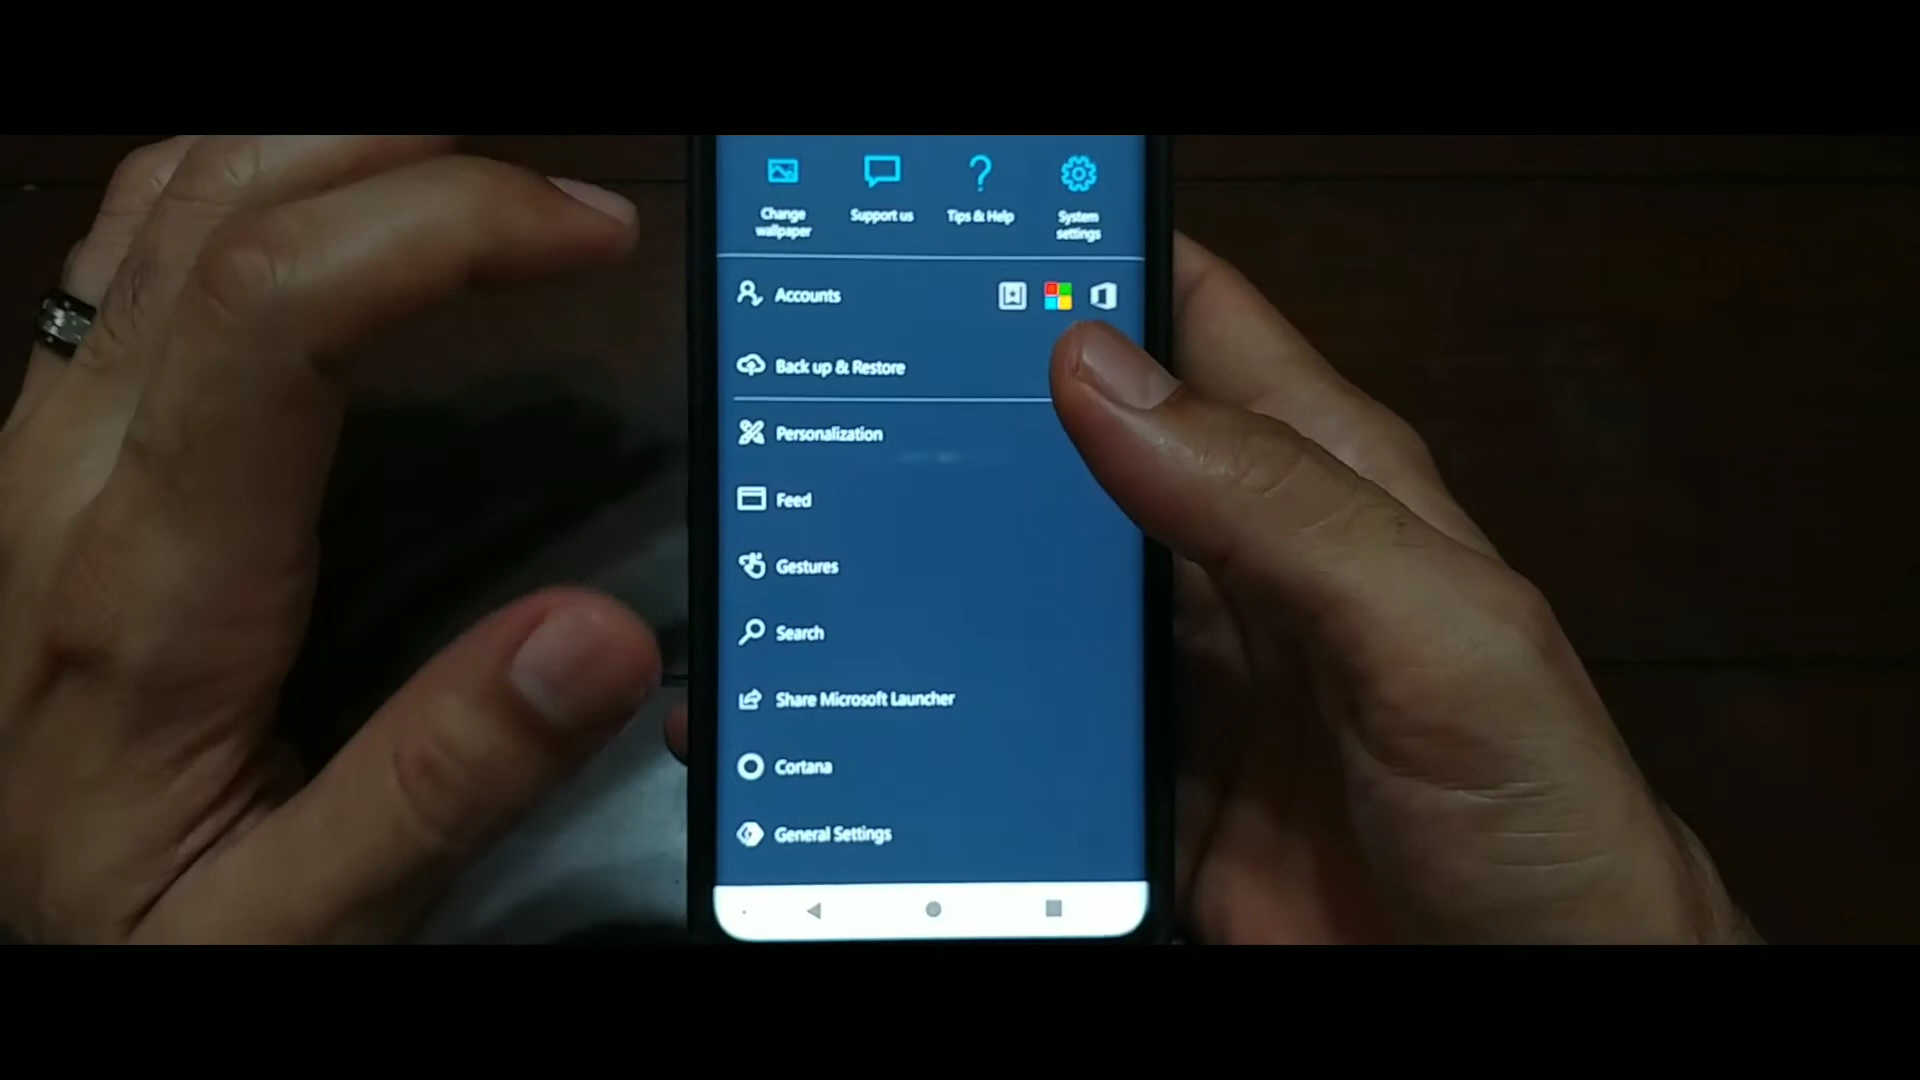 Change
wallpaper
Support us
Tips & Help
System
settings
Accounts
Back up & Restore
Personalization
Feed
Gestures
Search
Share Microsoft Launcher
Cortana
General Settings